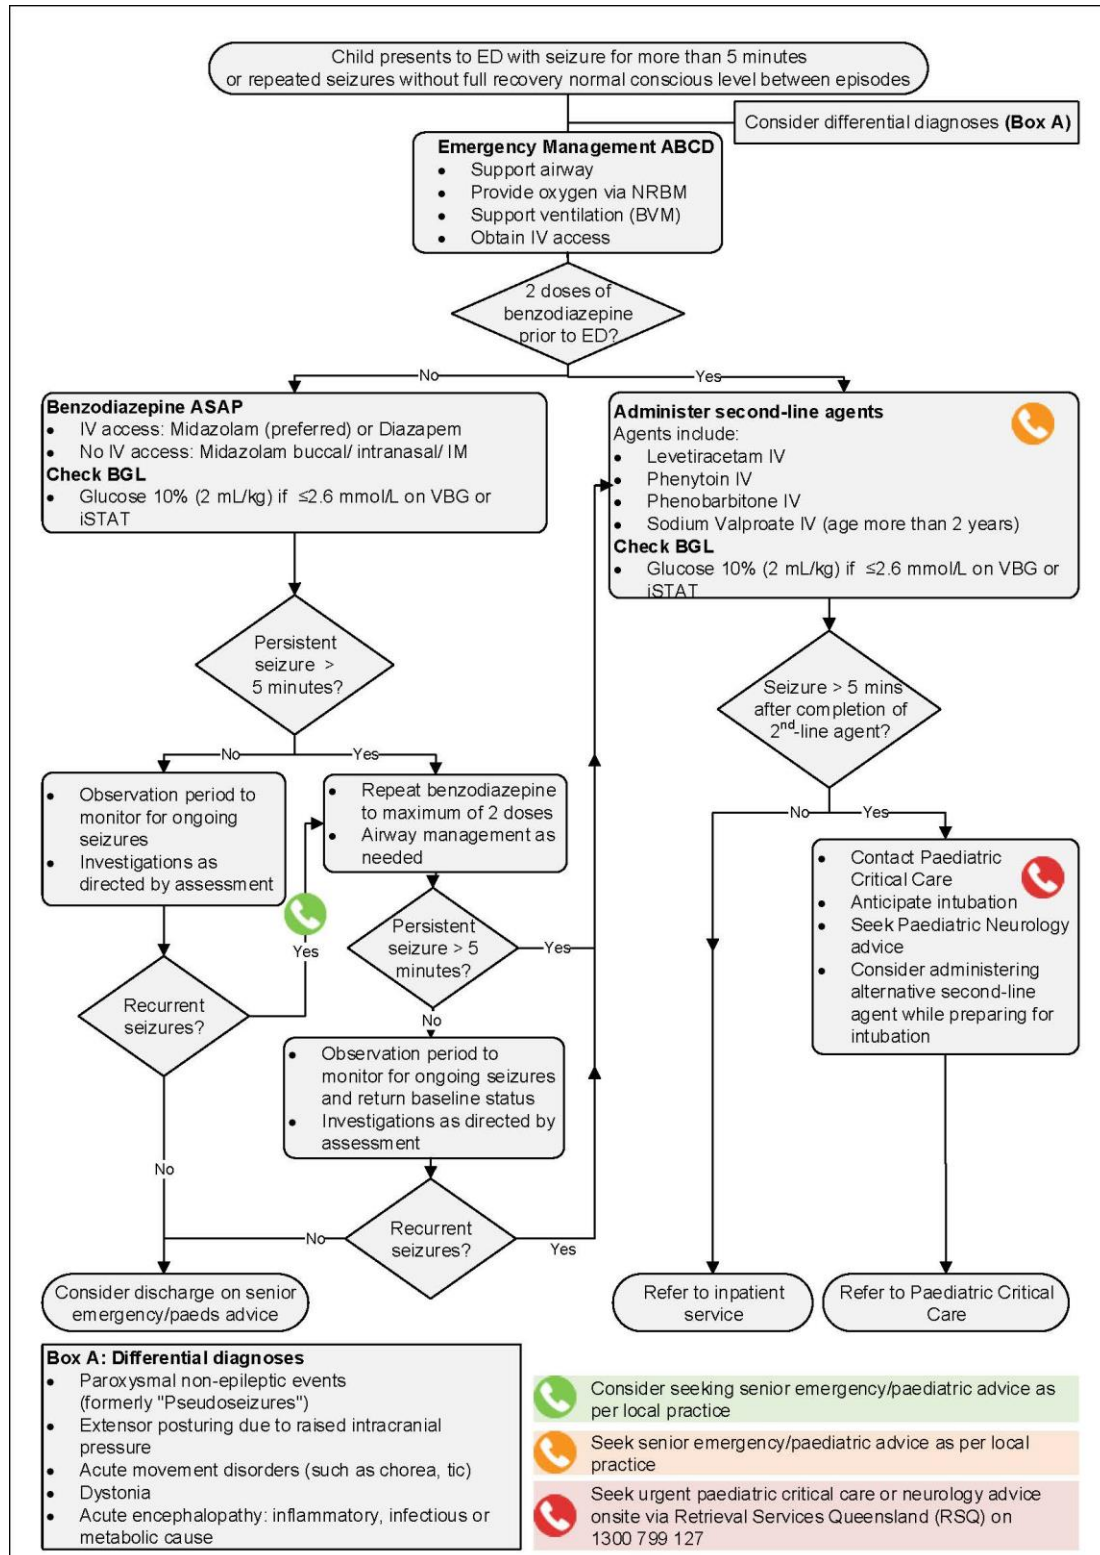 Child presents to ED with seizure for more than 5 minutes
or repeated seizures without full recovery normal conscious level between episodes
Consider differential diagnoses (Box A)
Emergency Management ABCD
• Support airway
• Provide oxygen via NRBM
• Support ventilation (BVM)
• Obtain IV access
2 doses of
benzodiazepine
prior to ED?
No
Yes
Benzodiazepine ASAP
• IV access: Midazolam (preferred) or Diazapem
• No IV access: Midazolam buccal/ intranasal/ IM
Check BGL
• Glucose 10% (2 mL/kg) if ≤2.6 mmol/L on VBG or
iSTAT
Administer second-line agents
Agents include:
• Levetiracetam IV
• Phenytoin IV
• Phenobarbitone IV
• Sodium Valproate IV (age more than 2 years)
Check BGL
• Glucose 10% (2 mL/kg) if ≤2.6 mmol/L on VBG or
iSTAT
Persistent
seizure >
5 minutes?
No
Yes
Seizure > 5 mins
after completion of
2nd-line agent?
No
Yes
• Observation period to
monitor for ongoing
seizures
• Investigations as
directed by assessment
• Repeat benzodiazepine
to maximum of 2 doses
• Airway management as
needed
Yes
Persistent
seizure > 5
minutes?
Yes
No
Recurrent
seizures?
No
• Contact Paediatric
Critical Care
• Anticipate intubation
• Seek Paediatric Neurology
advice
• Consider administering
alternative second-line
agent while preparing for
intubation
• Observation period to
monitor for ongoing seizures
and return baseline status
• Investigations as directed by
assessment
Recurrent
seizures?
No
Yes
Consider discharge on senior
emergency/paeds advice
Refer to inpatient
service
Refer to Paediatric Critical
Care
Box A: Differential diagnoses
• Paroxysmal non-epileptic events
(formerly "Pseudoseizures")
• Extensor posturing due to raised intracranial
pressure
• Acute movement disorders (such as chorea, tic)
• Dystonia
• Acute encephalopathy: inflammatory, infectious or
metabolic cause
Consider seeking senior emergency/paediatric advice as
per local practice
Seek senior emergency/paediatric advice as per local
practice
Seek urgent paediatric critical care or neurology advice
onsite via Retrieval Services Queensland (RSQ) on
1300 799 127